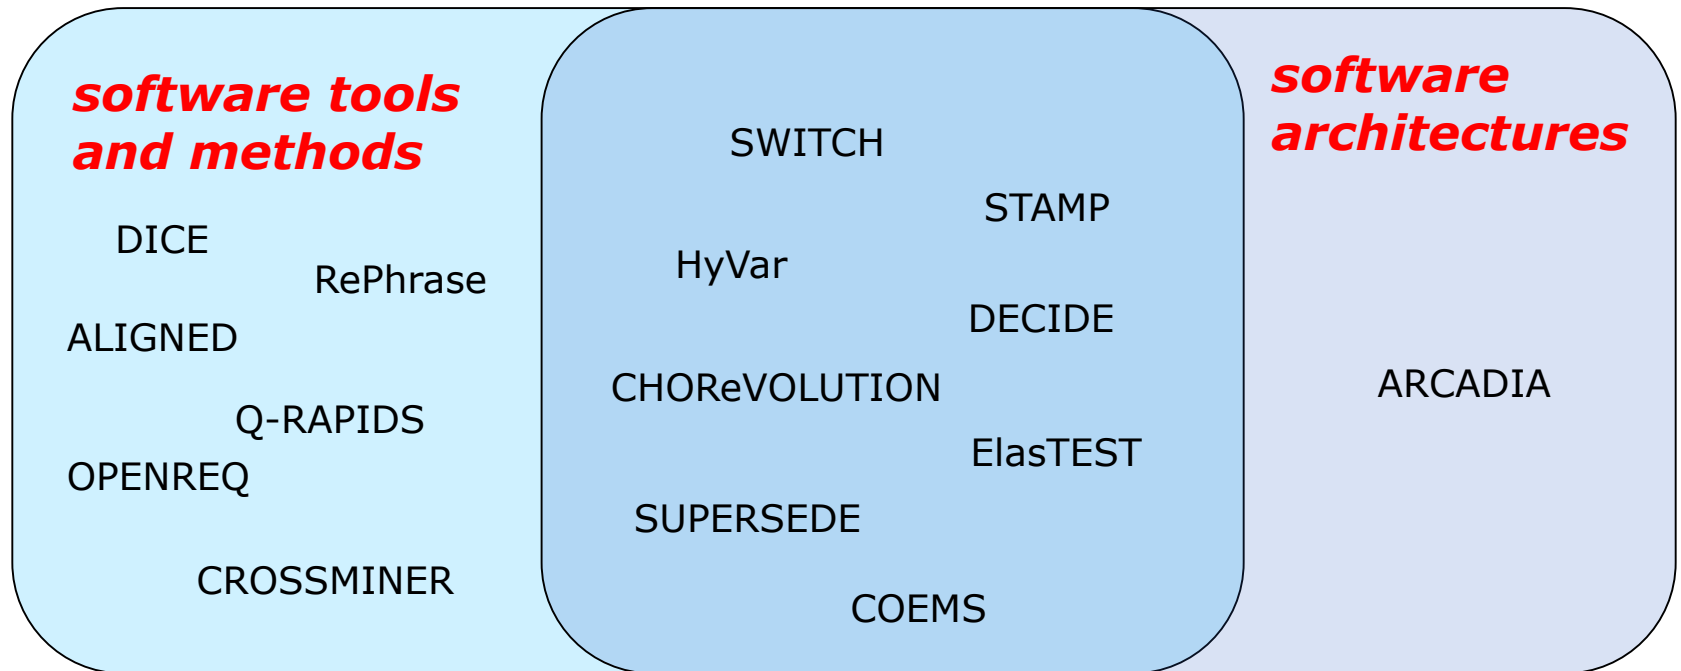 software tools
and methods
DICE
RePhrase
ALIGNED
Q-RAPIDS
OPENREQ
CROSSMINER
SWITCH
STAMP
HyVar
DECIDE
CHOReVOLUTION
ElasTEST
SUPERSEDE
COEMS
software
architectures
ARCADIA